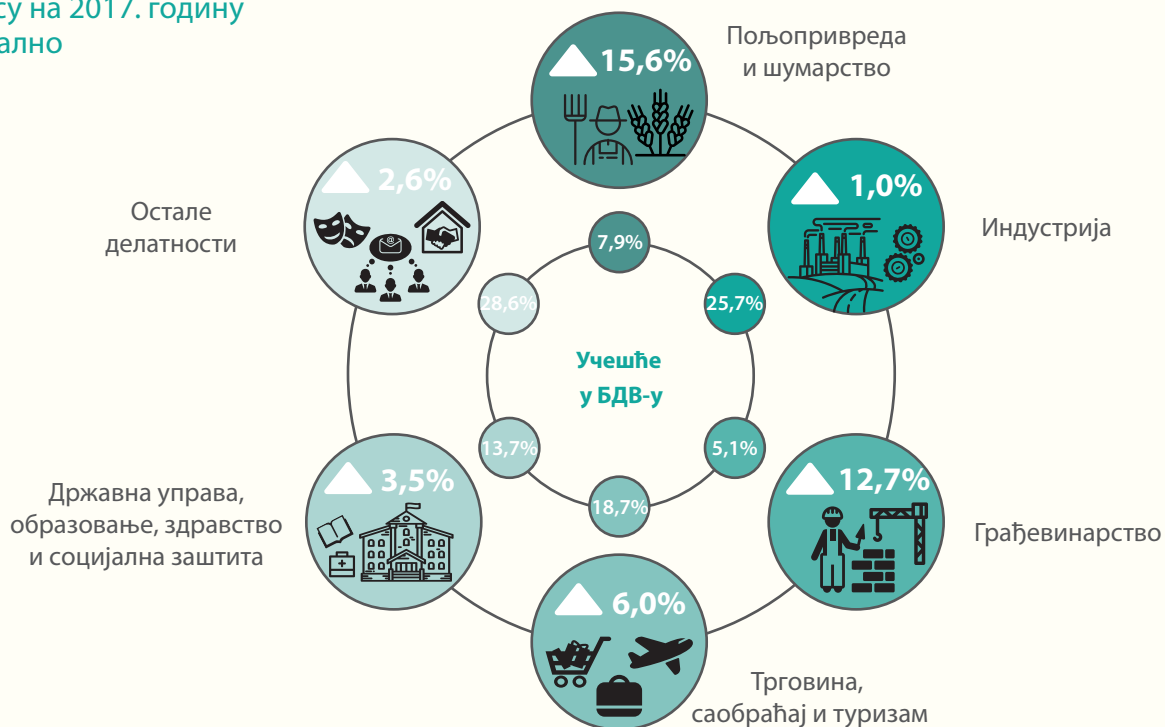 су на 2017. годину
ално
15,6%
Пољопривреда
и шумарство
2,6%
Остале
делатности
1,0%
Индустрија
7,9%
28,6%
25,7%
Учешће
у БДВ-у
13,7%
5,1%
18,7%
3,5%
Државна управа,
образовање, здравство
и социјална заштита
12,7%
Грађевинарство
6,0%
Трговина,
саобраћај и туризам